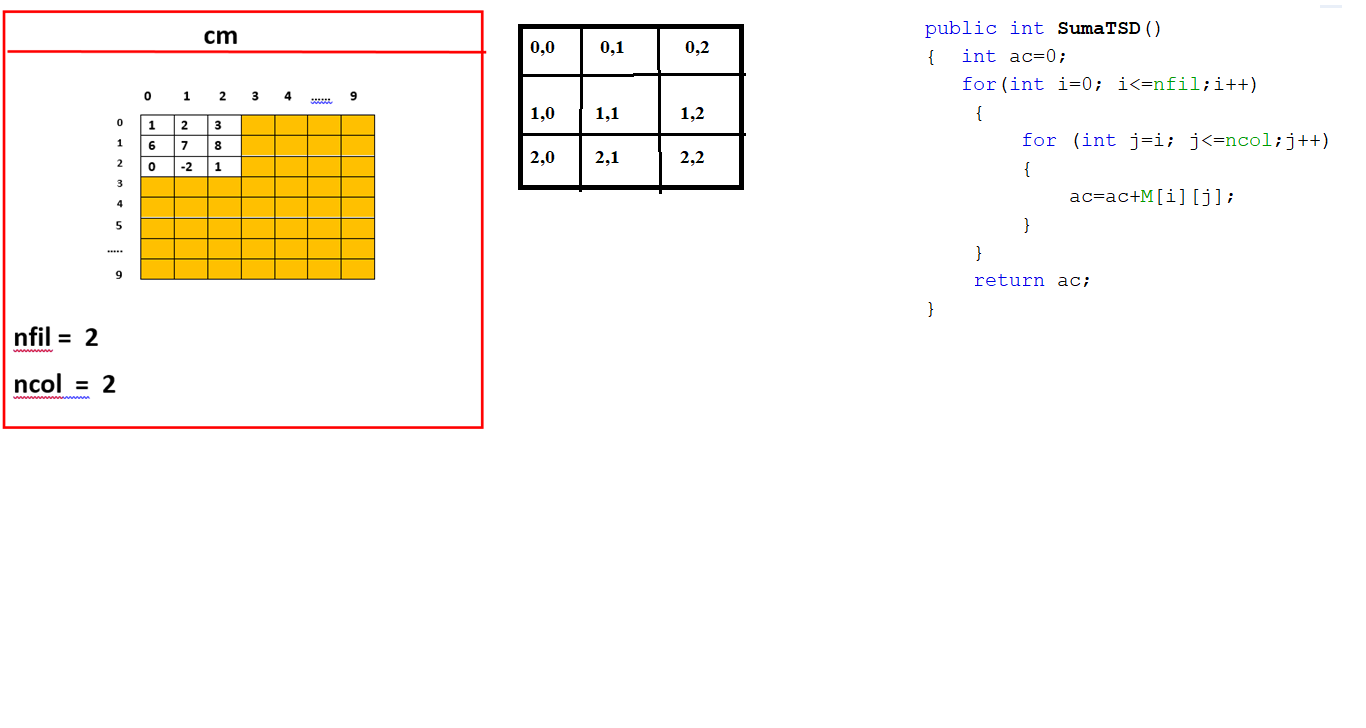 cm
0 1 2 3 4 ...... 9
0 1 2 3
1 6 7 8
2 0 -2 1
3
4
5
.....
9
nfil = 2
ncol = 2
0,0 0,1 0,2
1,0 1,1 1,2
2,0 2,1 2,2
public int SumaTSD()
{ int ac=0;
for(int i=0; i<=nfil;i++)
{
for (int j=i; j<=ncol;j++)
{
ac=ac+M[i][j];
}
}
return ac;
}